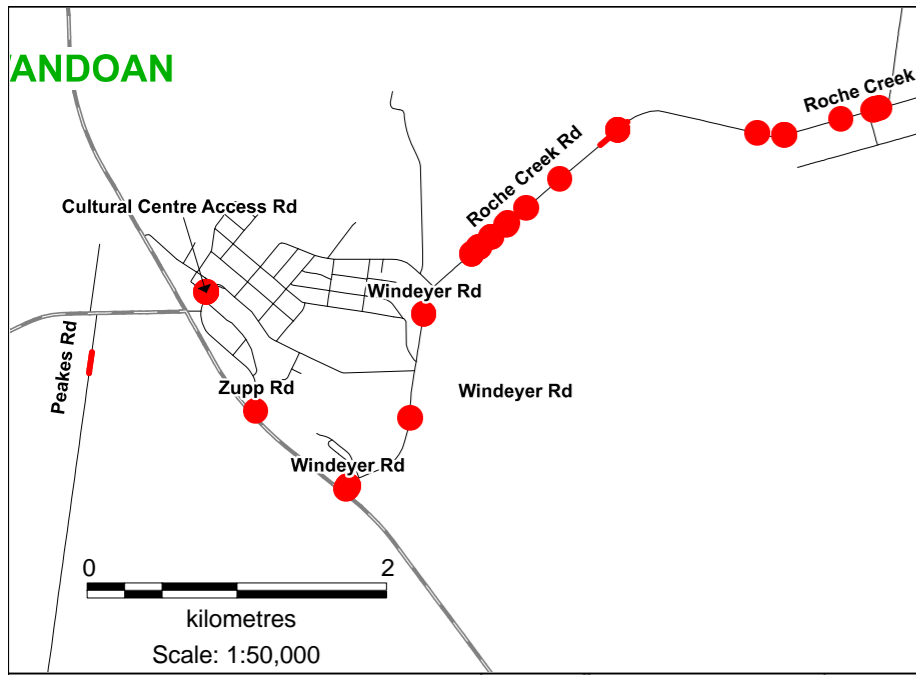 VANDOAN
Roche Creek
Roche Creek Rd
Cultural Centre Access Rd
Windeyer Rd
Peakes Rd
Zupp Rd
Windeyer Rd
Windeyer Rd
0 2
kilometres
Scale: 1:50,000